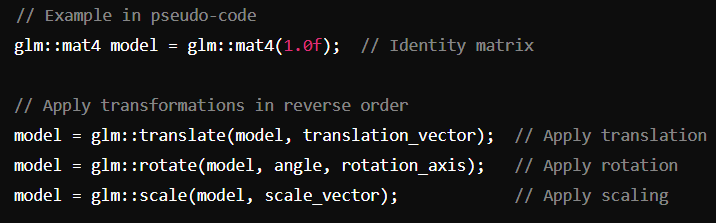 // Example in pseudo-code
glm::mat4 model = glm::mat4(1.0f);  // Identity matrix

// Apply transformations in reverse order
model = glm::translate(model, translation_vector);  // Apply translation
model = glm::rotate(model, angle, rotation_axis);   // Apply rotation
model = glm::scale(model, scale_vector);            // Apply scaling